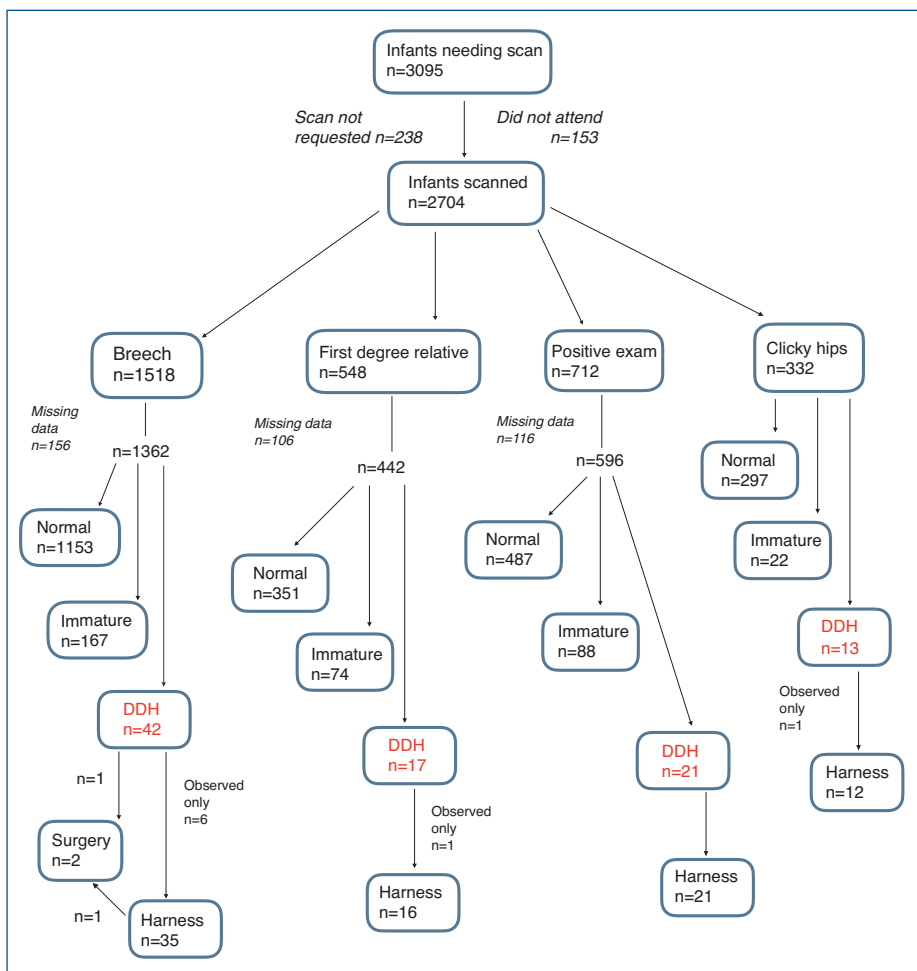 Infants needing scan
n=3095
Scan not
requested n=238
Did not attend
n=153
Infants scanned
n=2704
Breech
n=1518
First degree relative
n=548
Positive exam
n=712
Clicky hips
n=332
Missing
data
n=156
n=1362
Missing data
n=106
n=442
Missing data
n=116
n=596
Normal
n=297
Normal
n=1153
Immature
n=22
Normal
n=351
Normal
n=487
Immature
n=167
Immature
n=74
Immature
n=88
DDH
n=13
DDH
n=42
DDH
n=17
DDH
n=21
Observed
only
n=1
Harness
n=12
n=1
Observed
only
n=6
Observed
only
n=1
Surgery
n=2
n=1
Harness
n=35
Harness
n=16
Harness
n=21